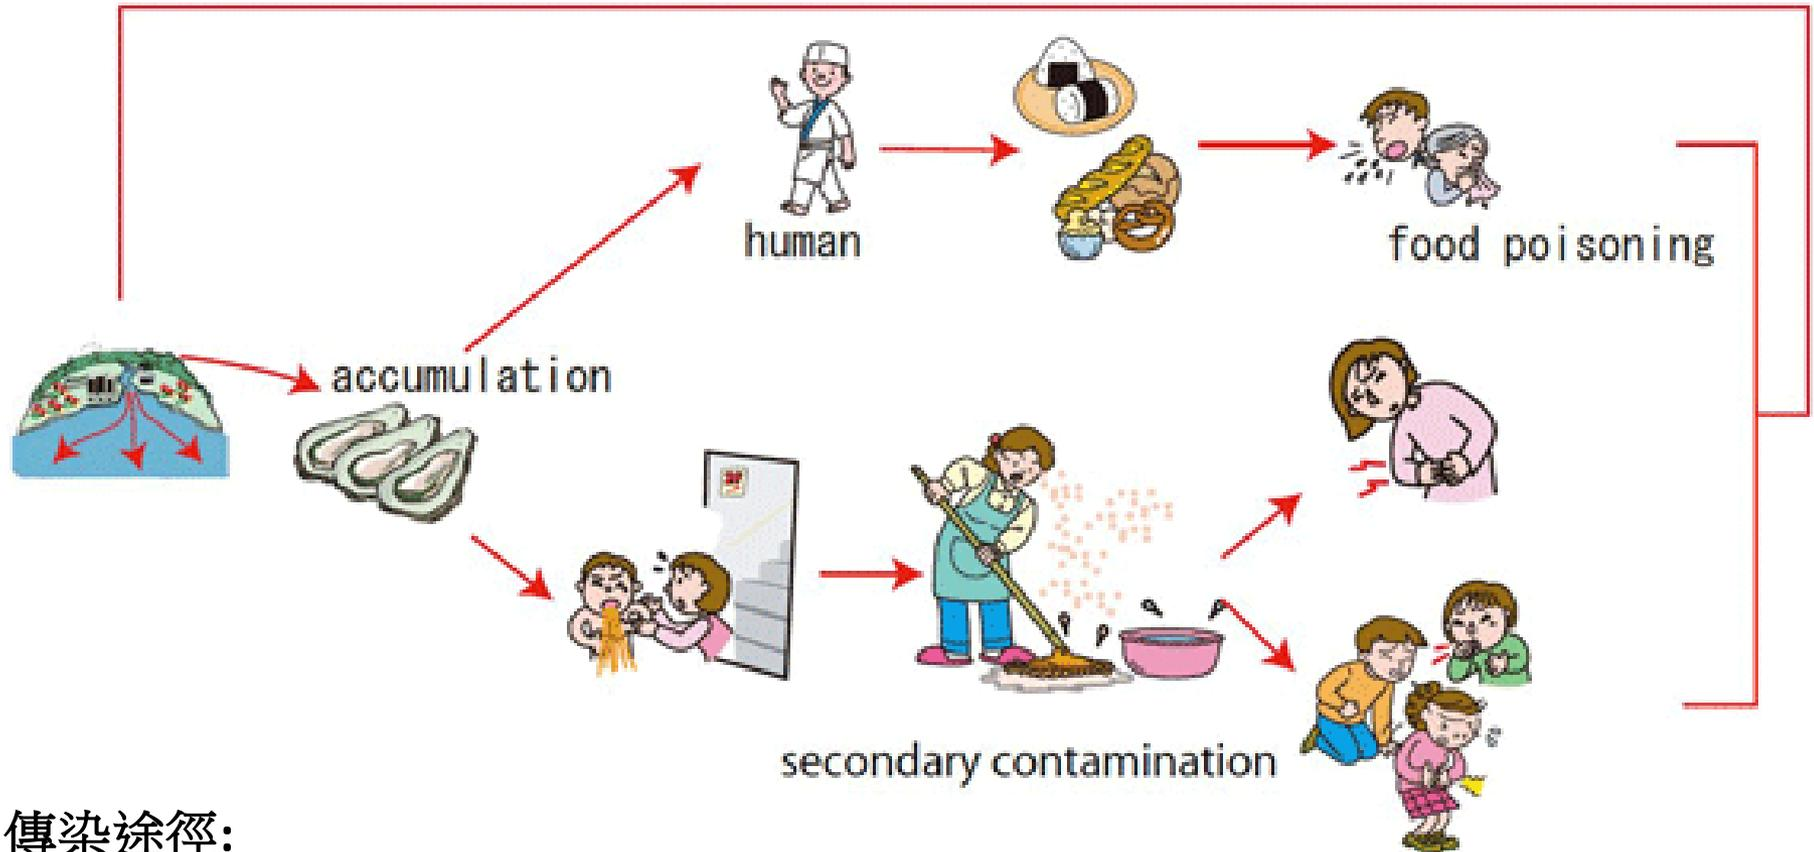 human
food poisoning
accumulation
secondary contamination
傳染途徑: